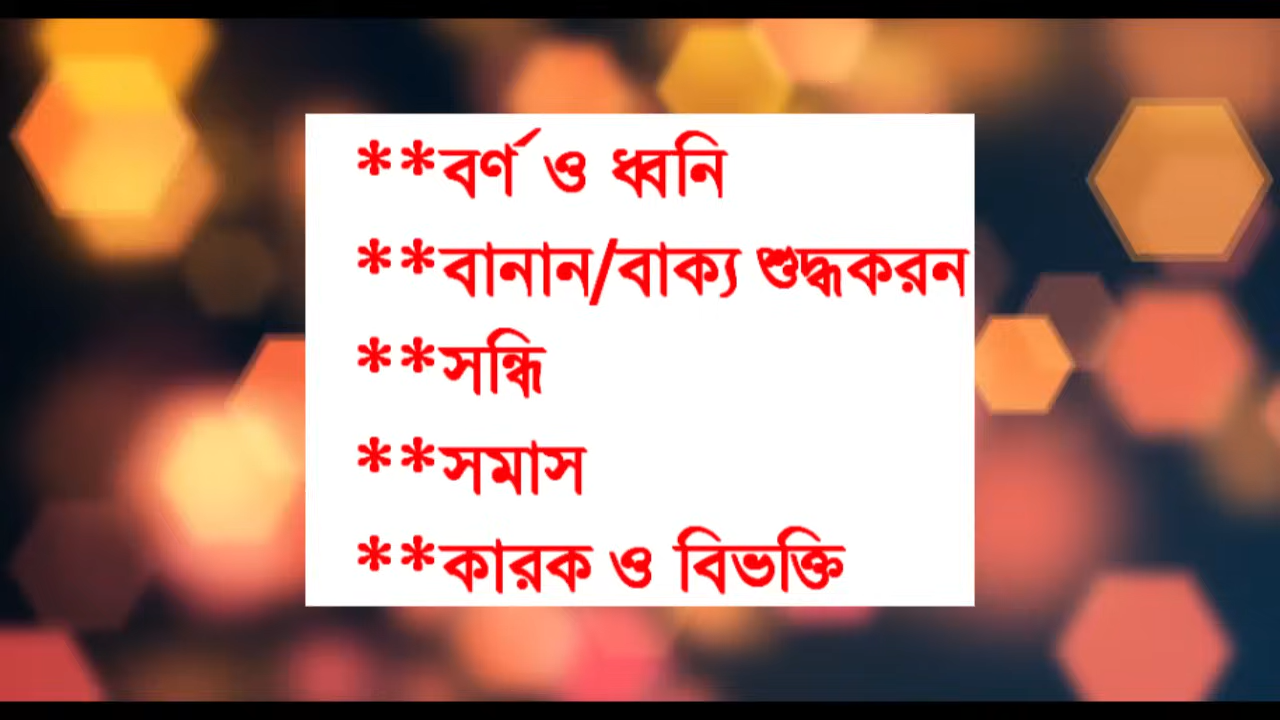 **বর্ণ ও ধ্বনি
**বানান/বাক্য শুদ্ধকরন
**সন্ধি
**সমাস
**কারক ও বিভক্তি